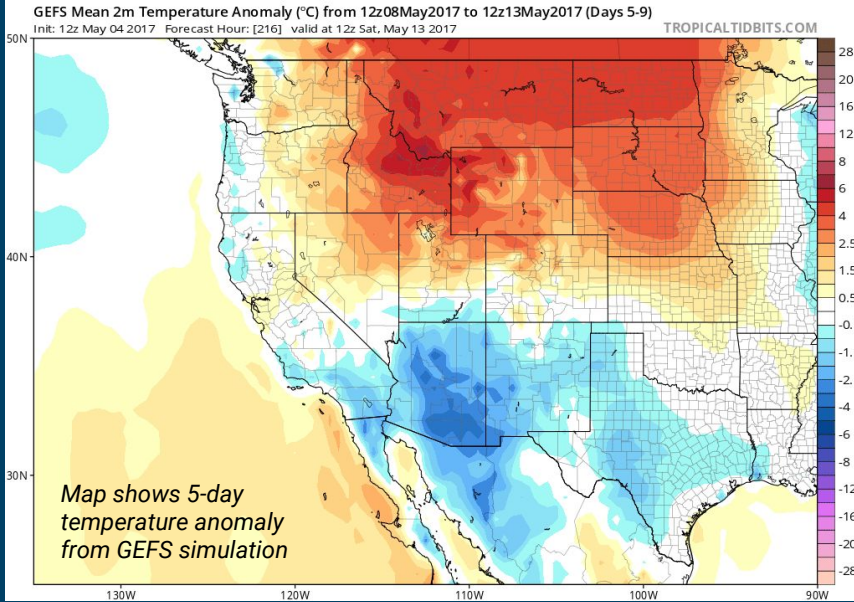 GEFS Mean 2m Temperature Anomaly (°C) from 12z08May2017 to 12z13May2017 (Days 5-9)
Init: 12z May 04 2017 Forecast Hour: [216] valid at 12z Sat, May 13 2017 TROPICALTIDBITS.COM
50N
40N
30N
130W 120W 110W 100W 90W
28
20
16
12
8
6
4
2.5
1.5
0.5
-0.
-1.
-2.
-4
-6
-8
-12
-16
-20
-28
Map shows 5-day
temperature anomaly
from GEFS simulation